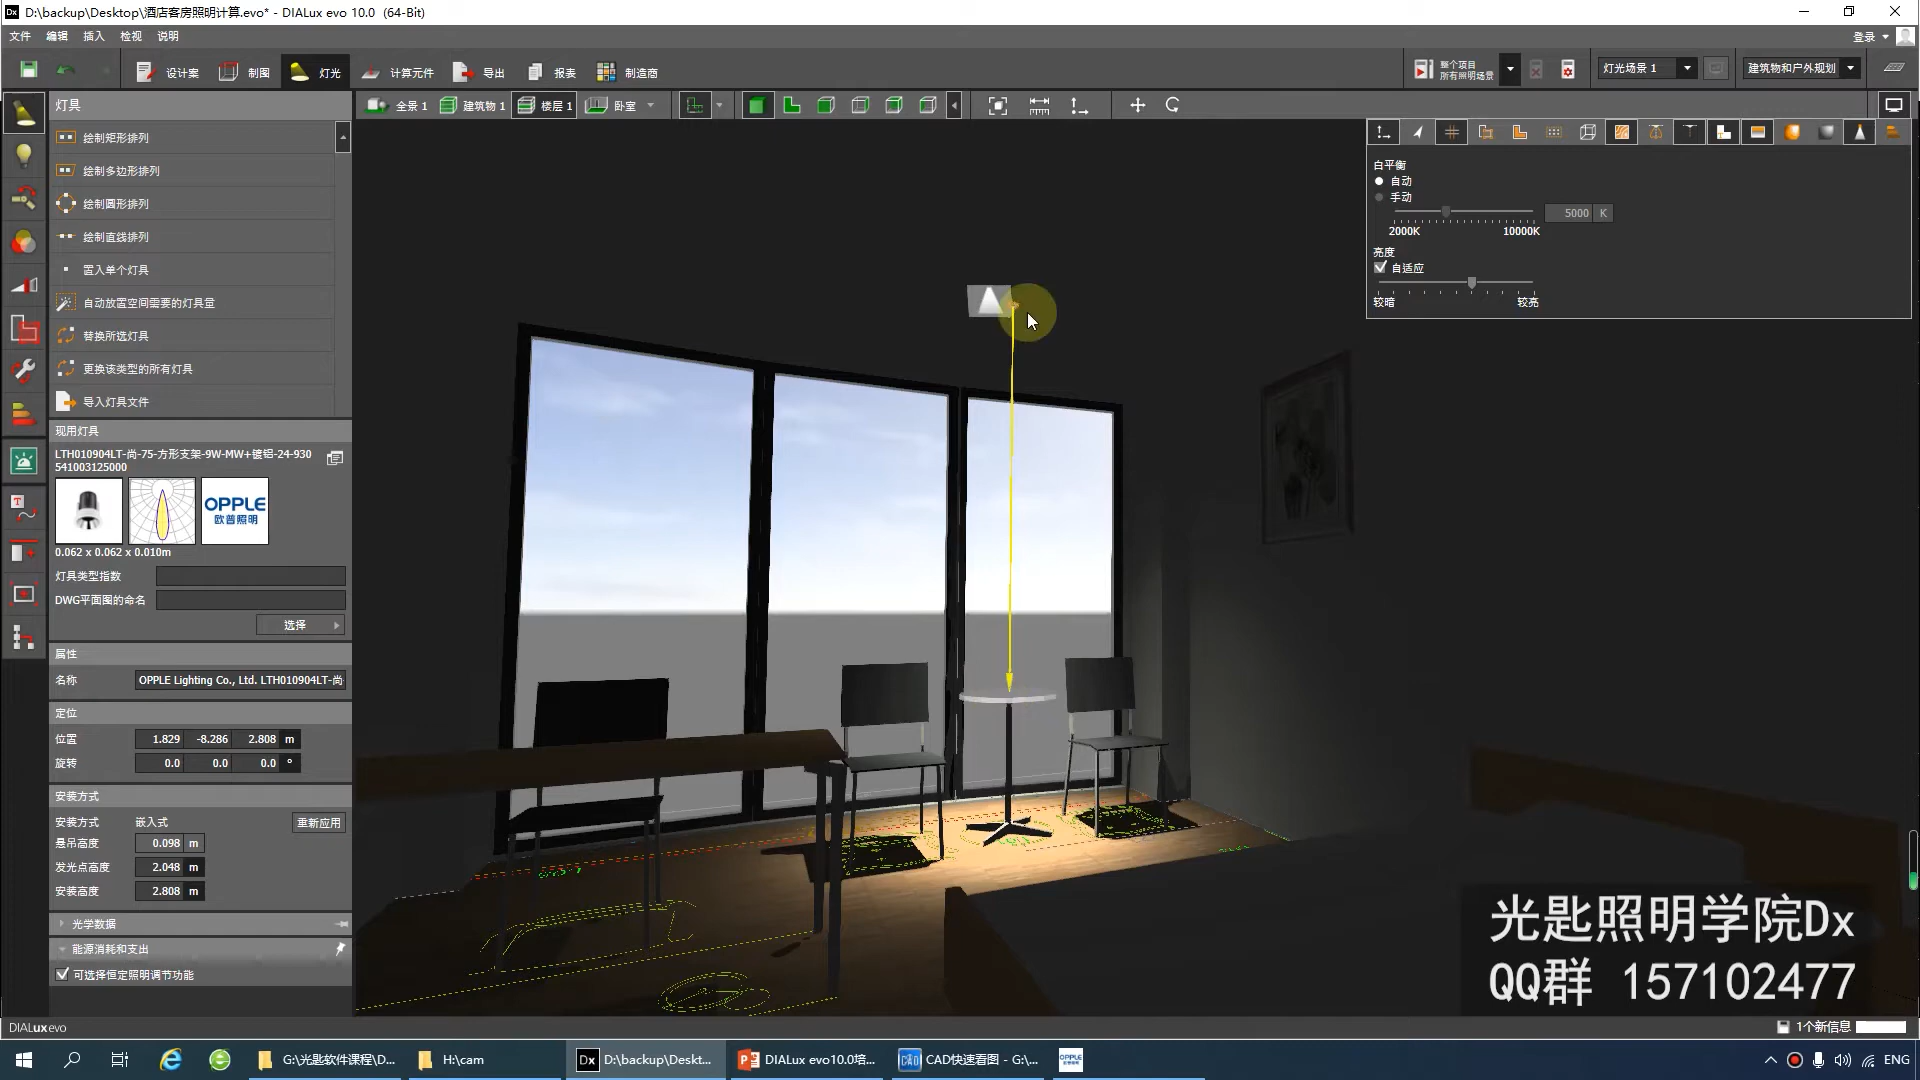 D:\backup\Desktop\酒店客房照明计算.evo* - DIALux evo 10.0  (64-Bit)
文件 编辑 插入 检视 说明
登录
设计案 制图 灯光 计算元件 导出 报表 制造商
整个项目
所有照明场景
灯光场景 1
建筑物和户外规划
灯具
全景 1 建筑物 1 楼层 1 卧室
绘制矩形排列
绘制多边形排列
绘制圆形排列
绘制直线排列
置入单个灯具
自动放置空间需要的灯具量
替换所选灯具
更换该类型的所有灯具
导入灯具文件
白平衡
自动
手动
5000 K
2000K 10000K
亮度
自适应
较暗 较亮
现用灯具
LTH010904LT-尚-75-方形支架-9W-MW+镀铝-24-930
541003125000
OPPLE
欧普照明
0.062 x 0.062 x 0.010m
灯具类型指数
DWG平面图的命名
选择
属性
名称 OPPLE Lighting Co., Ltd. LTH010904LT-尚
定位
位置 1.829 -8.286 2.808 m
旋转 0.0 0.0 0.0 °
安装方式
安装方式 嵌入式 重新应用
悬吊高度 0.098 m
发光点高度 2.048 m
安装高度 2.808 m
光学数据
能源消耗和支出
可选择恒定照明调节功能
光匙照明学院Dx
QQ群 157102477
DIALux evo
1个新信息
G:\光匙软件课程\D... H:\cam D:\backup\Deskt... DIALux evo10.0培... CAD快速看图 - G:\... OPPLE
ENG